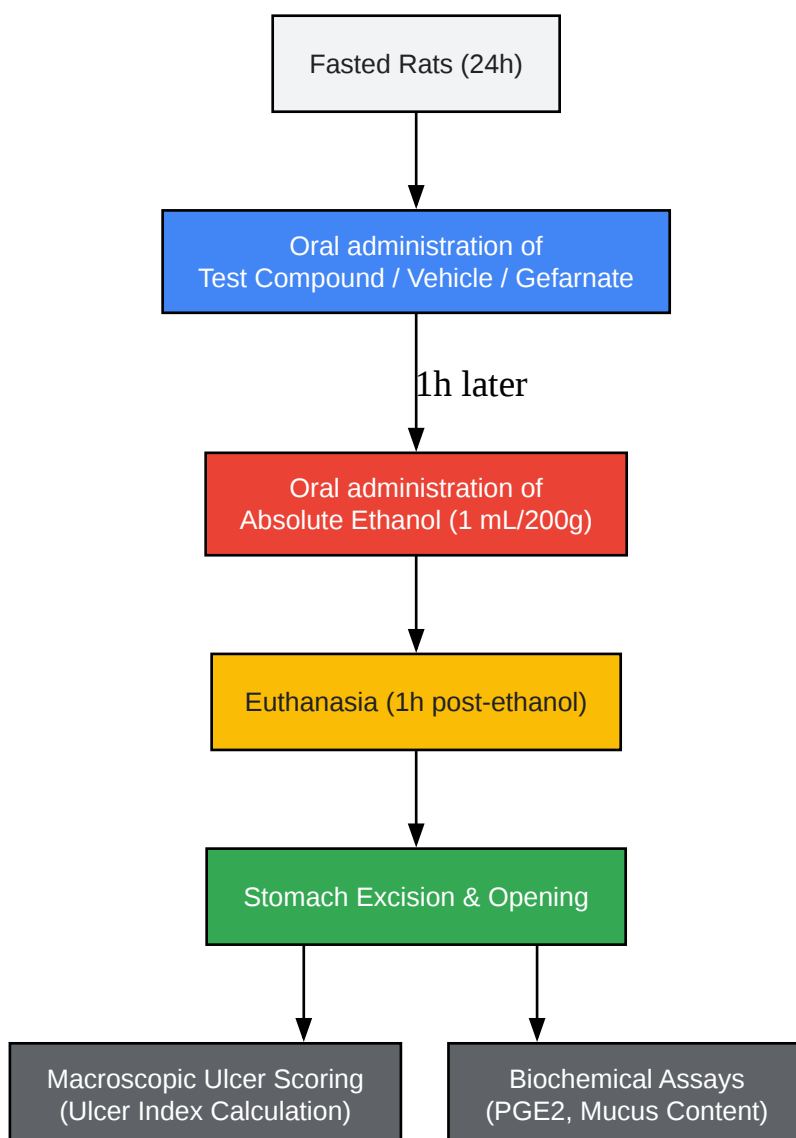 Fasted Rats (24h)
Oral administration of
Test Compound / Vehicle / Gefarnate
1h later
Oral administration of
Absolute Ethanol (1 mL/200g)
Euthanasia (1h post-ethanol)
Stomach Excision & Opening
Macroscopic Ulcer Scoring
(Ulcer Index Calculation)
Biochemical Assays
(PGE2, Mucus Content)